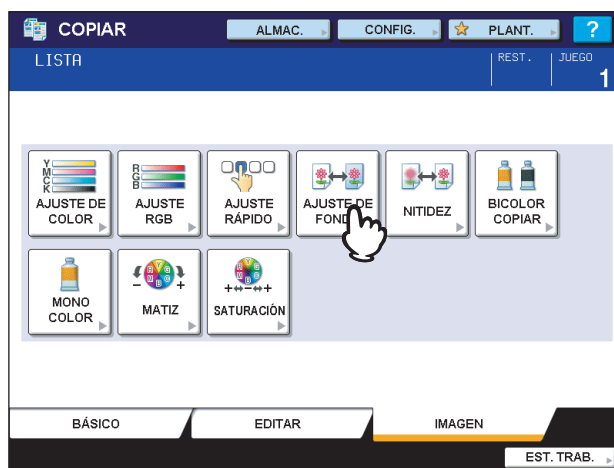 COPIAR
ALMAC.
CONFIG.
PLANT.
?
LISTA
REST.
JUEGO
1
Y
M
C
K
AJUSTE DE
COLOR
R
G
B
AJUSTE
RGB
AJUSTE
RÁPIDO
AJUSTE DE
FOND
NITIDEZ
BICOLOR
COPIAR
MONO
COLOR
MATIZ
SATURACIÓN
BÁSICO
EDITAR
IMAGEN
EST. TRAB.